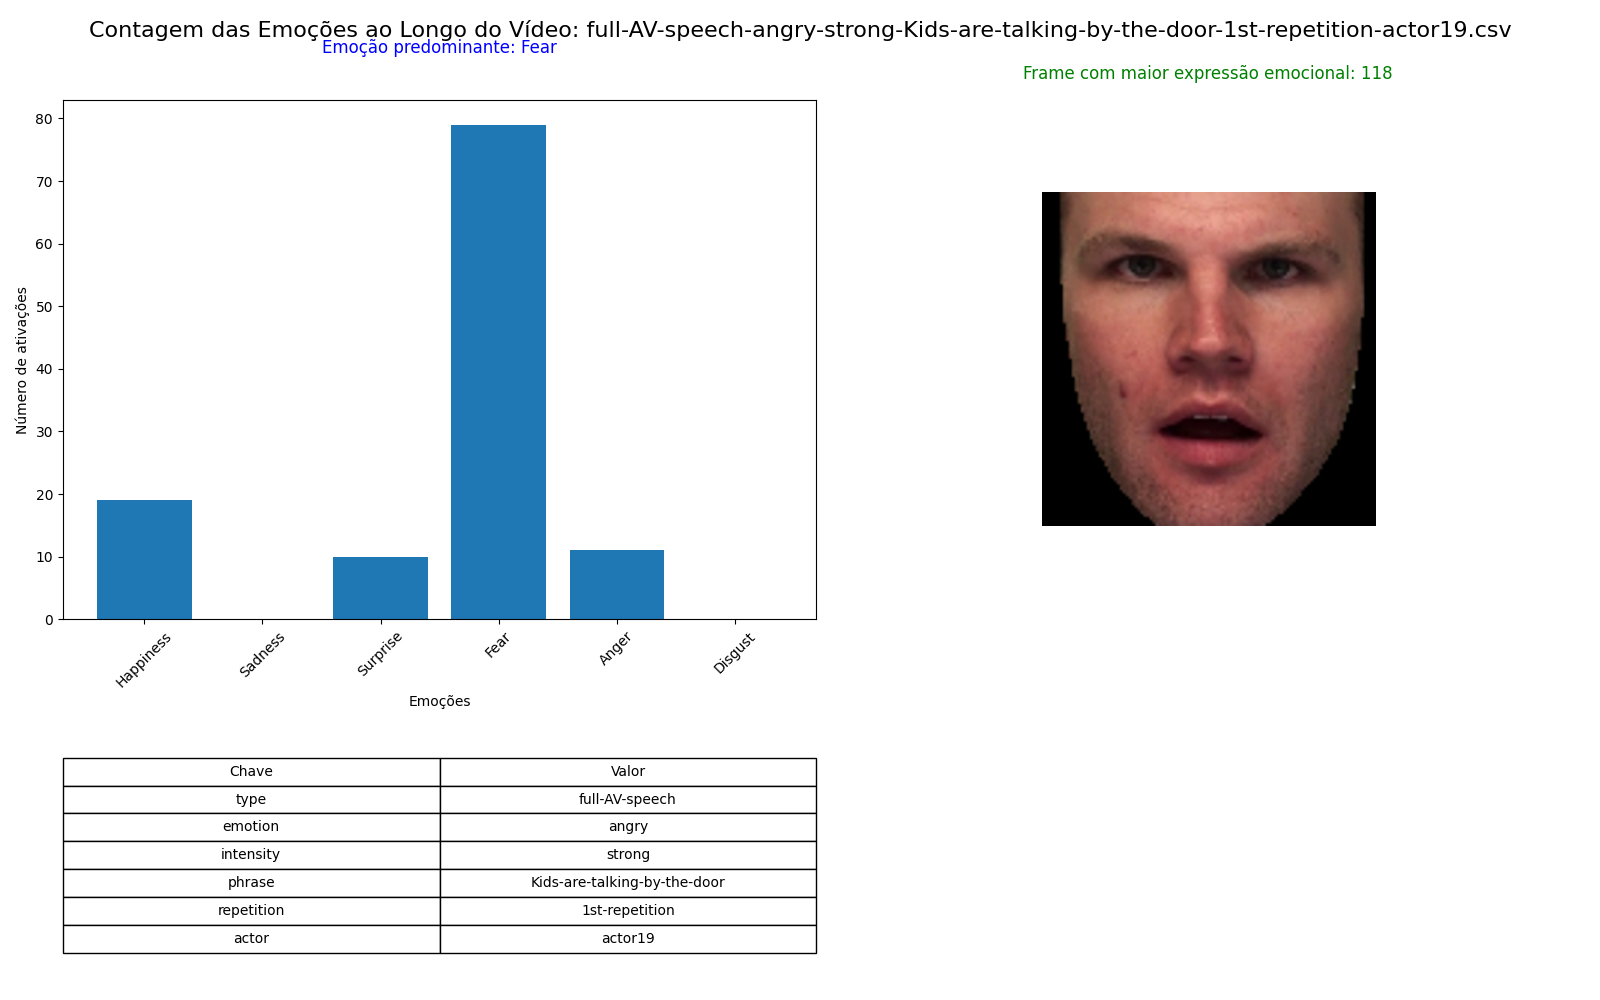 Contagem das Emoções ao Longo do Vídeo: full-AV-speech-angry-strong-Kids-are-talking-by-the-door-1st-repetition-actor19.csv
Emoção predominante: Fear
Frame com maior expressão emocional: 118
80
70
60
50
40
30
20
10
0
Número de ativações
Happiness
Sadness
Surprise
Fear
Anger
Disgust
Emoções
Chave Valor
type full-AV-speech
emotion angry
intensity strong
phrase Kids-are-talking-by-the-door
repetition 1st-repetition
actor actor19